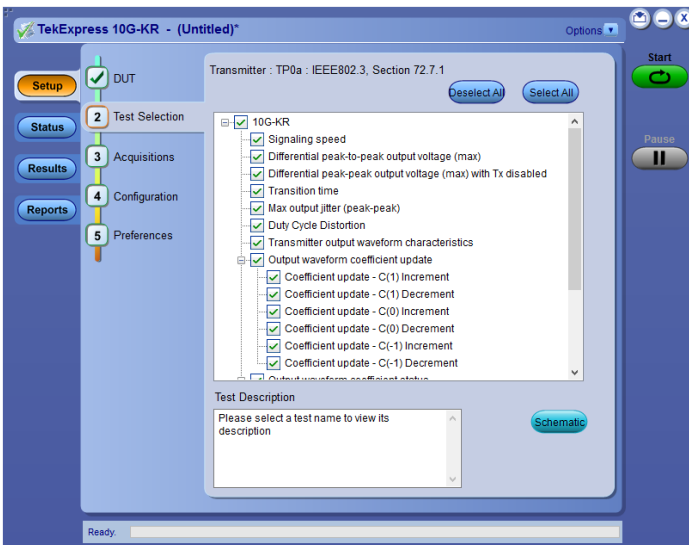 TekExpress 10G-KR - (Untitled)*
Options
Start
Pause
Setup
Status
Results
Reports
DUT
2 Test Selection
3 Acquisitions
4 Configuration
5 Preferences
Transmitter : TP0a : IEEE802.3, Section 72.7.1
Deselect All
Select All
10G-KR
Signaling speed
Differential peak-to-peak output voltage (max)
Differential peak-peak output voltage (max) with Tx disabled
Transition time
Max output jitter (peak-peak)
Duty Cycle Distortion
Transmitter output waveform characteristics
Output waveform coefficient update
Coefficient update - C(1) Increment
Coefficient update - C(1) Decrement
Coefficient update - C(0) Increment
Coefficient update - C(0) Decrement
Coefficient update - C(-1) Increment
Coefficient update - C(-1) Decrement
Output waveform coefficient status
Test Description
Please select a test name to view its
description
Schematic
Ready.